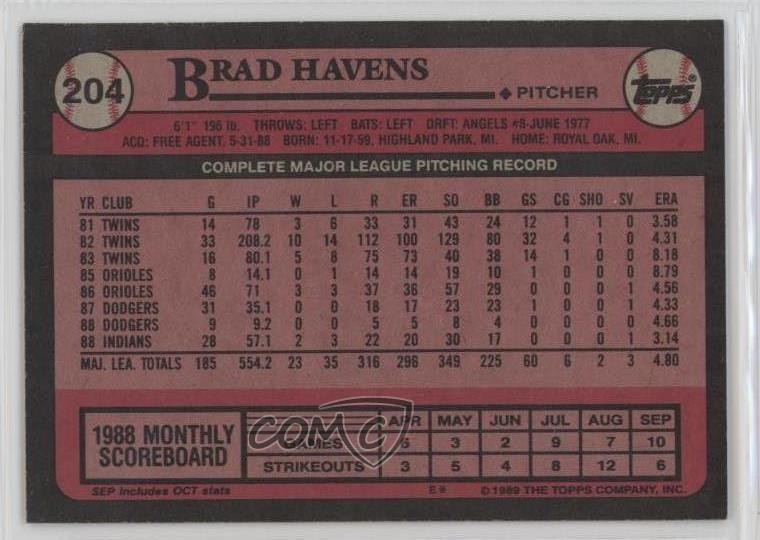 204
BRAD HAVENS
◆ PITCHER
TOPPS®
6'1" 196 lb. THROWS: LEFT BATS: LEFT DRFT: ANGELS #8-JUNE 1977
ACQ: FREE AGENT, 5-31-88 BORN: 11-17-59, HIGHLAND PARK, MI. HOME: ROYAL OAK, MI.
COMPLETE MAJOR LEAGUE PITCHING RECORD
YR CLUB G IP W L R ER SO BB GS CG SHO SV ERA
81 TWINS 14 78 3 6 33 31 43 24 12 1 1 0 3.58
82 TWINS 33 208.2 10 14 112 100 129 80 32 4 1 0 4.31
83 TWINS 16 80.1 5 8 75 73 40 38 14 1 0 0 8.18
85 ORIOLES 8 14.1 0 1 14 14 19 10 1 0 0 0 8.79
86 ORIOLES 46 71 3 3 37 36 57 29 0 0 0 1 4.56
87 DODGERS 31 35.1 0 0 18 17 23 23 1 0 0 1 4.33
88 DODGERS 9 9.2 0 0 5 5 8 4 0 0 0 0 4.66
88 INDIANS 28 57.1 2 3 22 20 30 17 0 0 0 1 3.14
MAJ. LEA. TOTALS 185 554.2 23 35 316 296 349 225 60 6 2 3 4.80
1988 MONTHLY SCOREBOARD
APR MAY JUN JUL AUG SEP
GAMES 6 3 2 9 7 10
STRIKEOUTS 3 5 4 8 12 6
COMC
SEP includes OCT stats
E* © 1989 THE TOPPS COMPANY, INC.